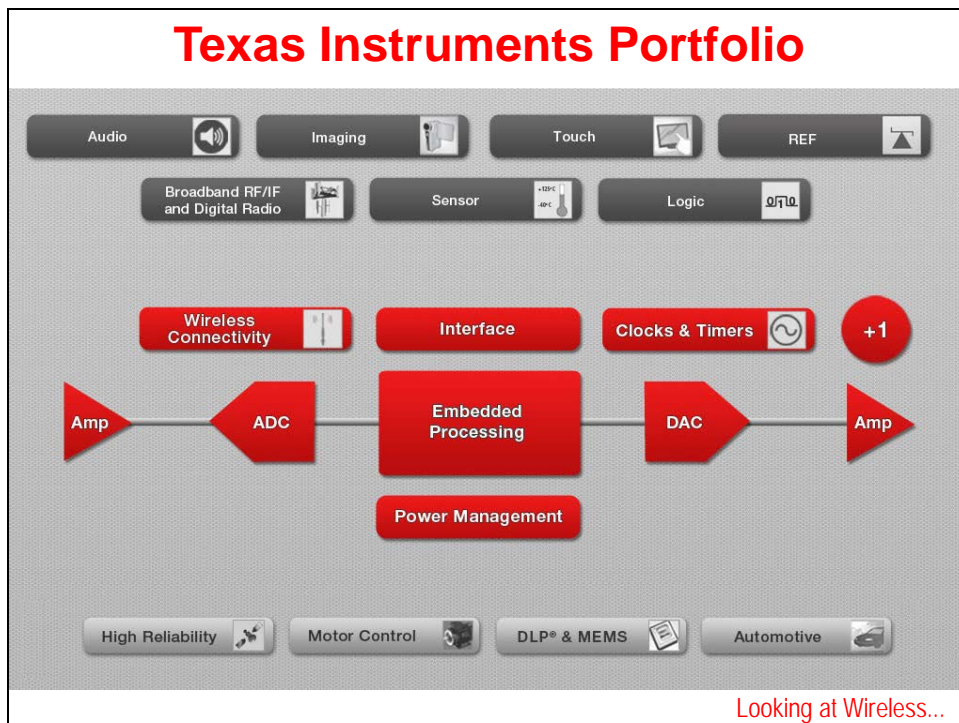 Texas Instruments Portfolio
Audio
Imaging
Touch
REF
Broadband RF/IF
and Digital Radio
Sensor
+125°C
-40°C
Logic
Wireless
Connectivity
Interface
Clocks & Timers
+1
Amp
ADC
Embedded
Processing
DAC
Amp
Power Management
High Reliability
Motor Control
DLP® & MEMS
Automotive
Looking at Wireless...